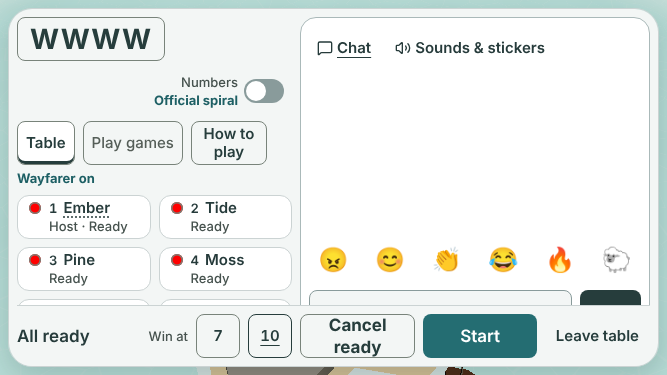 WWWW
Numbers
Official spiral
Table
Play games
How to
play
Wayfarer on
1 Ember
Host · Ready
2 Tide
Ready
3 Pine
Ready
4 Moss
Ready
Chat
Sounds & stickers
All ready
Win at
7
10
Cancel
ready
Start
Leave table